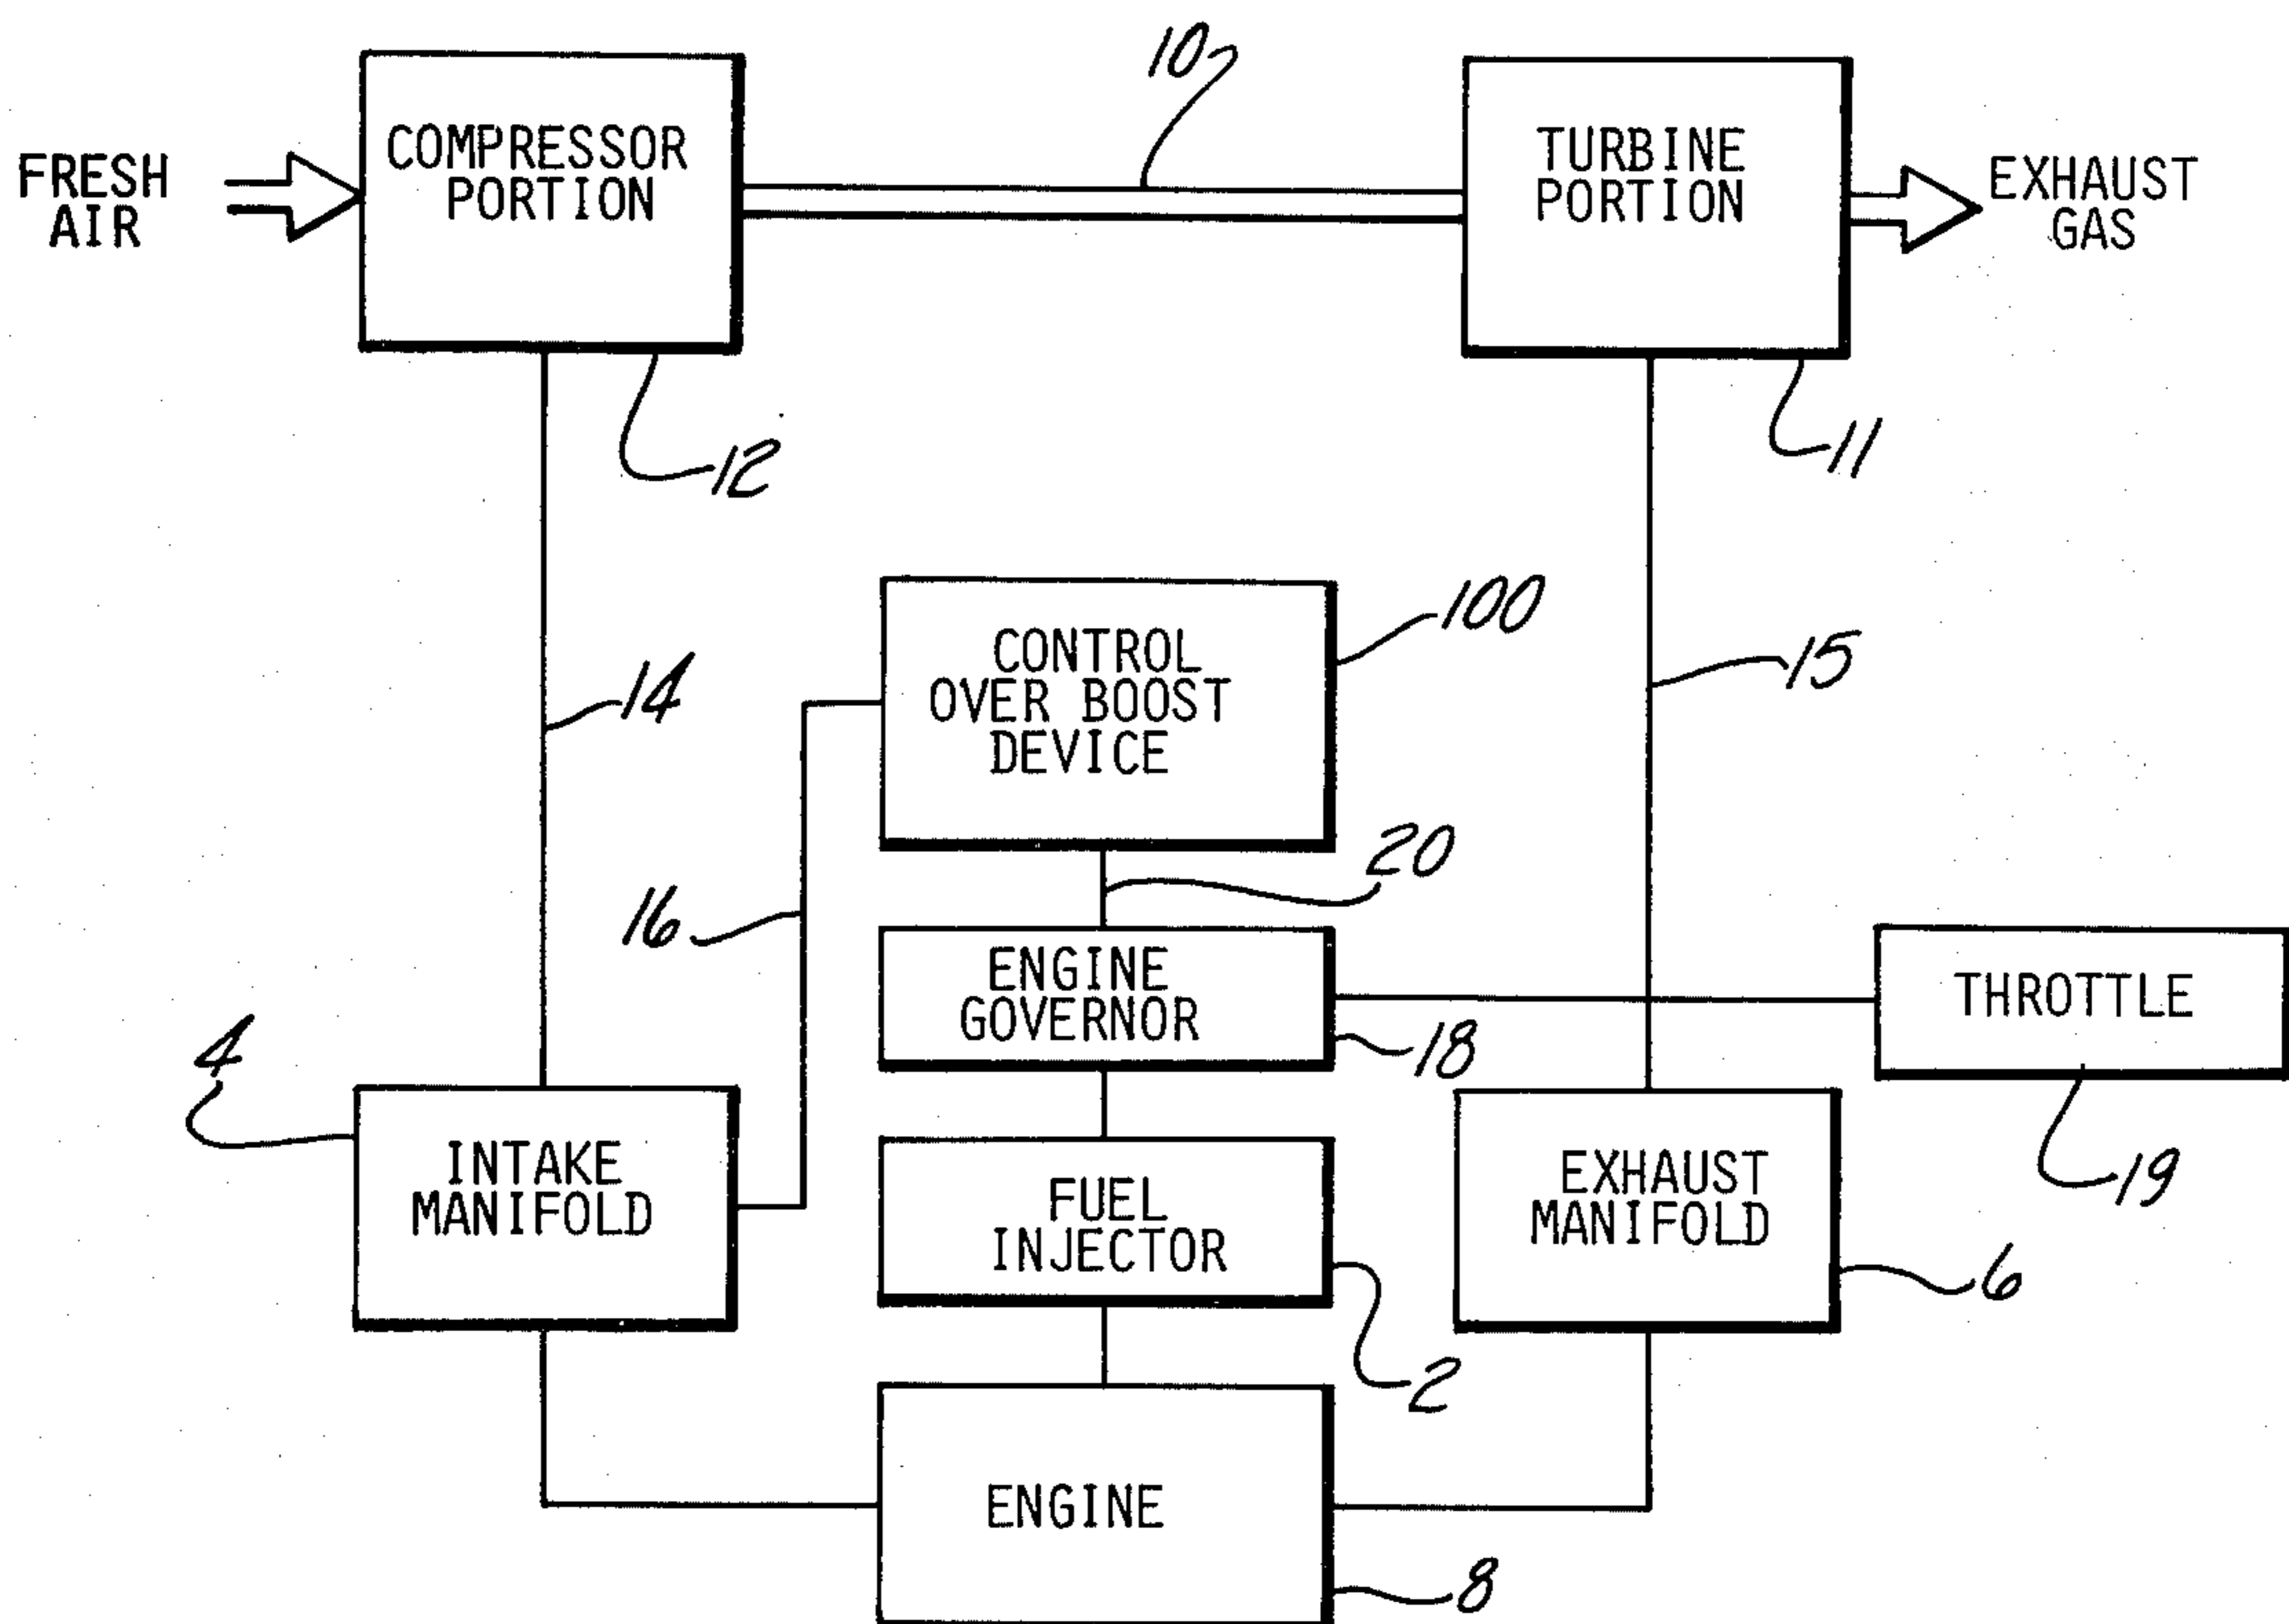 10
COMPRESSOR
PORTION
TURBINE
PORTION
FRESH
AIR
EXHAUST
GAS
12
11
100
CONTROL
OVER BOOST
DEVICE
14
15
20
16
ENGINE
GOVERNOR
THROTTLE
18
4
INTAKE
MANIFOLD
FUEL
INJECTOR
EXHAUST
MANIFOLD
19
6
2
ENGINE
8